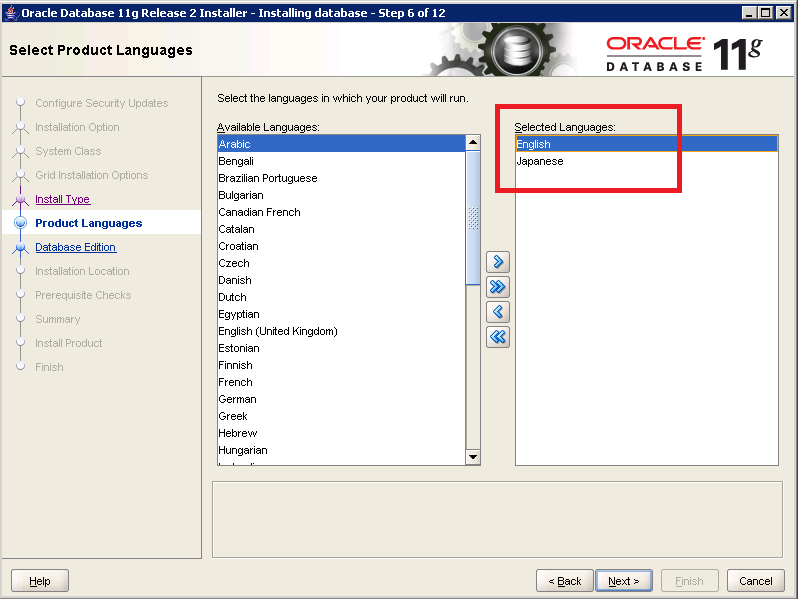 Oracle Database 11g Release 2 Installer - Installing database - Step 6 of 12
Select Product Languages
ORACLE
DATABASE
11g
Configure Security Updates
Installation Option
System Class
Grid Installation Options
Install Type
Product Languages
Database Edition
Installation Location
Prerequisite Checks
Summary
Install Product
Finish
Select the languages in which your product will run.
Available Languages:
Arabic
Bengali
Brazilian Portuguese
Bulgarian
Canadian French
Catalan
Croatian
Czech
Danish
Dutch
Egyptian
English (United Kingdom)
Estonian
Finnish
French
German
Greek
Hebrew
Hungarian
Selected Languages:
English
Japanese
Help
< Back
Next >
Finish
Cancel